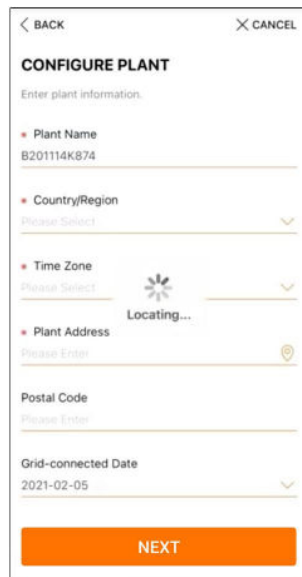 BACK
CANCEL
CONFIGURE PLANT
Enter plant information.
Plant Name
B201114K874
Country/Region
Please Select
Time Zone
Please Select
Locating...
Plant Address
Please Enter
Postal Code
Please Enter
Grid-connected Date
2021-02-05
NEXT